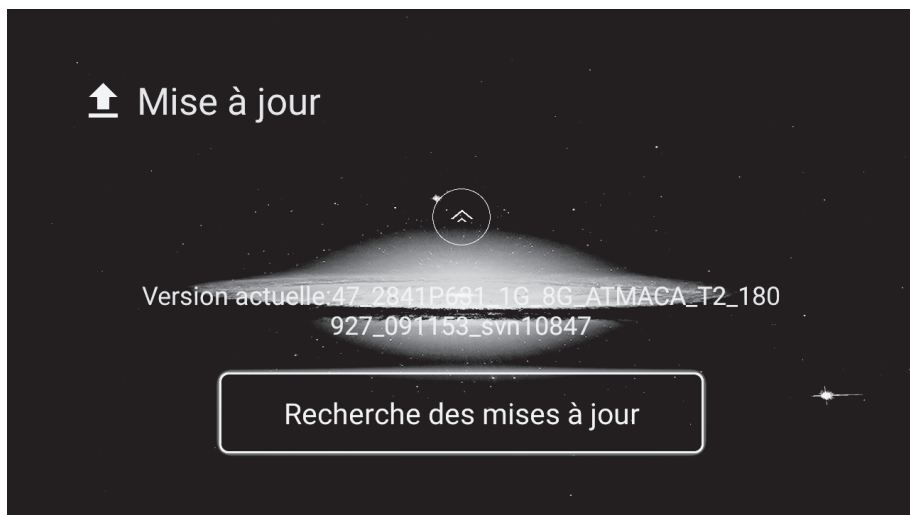 Mise à jour
Version actuelle:47_2841P681_1G_8G_ATMACA_T2_180
927_091153_svn10847
Recherche des mises à jour